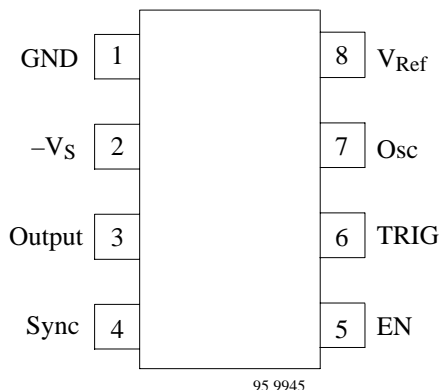 GND 1 8 VRef
–VS 2 7 Osc
Output 3 6 TRIG
Sync 4 5 EN
95 9945